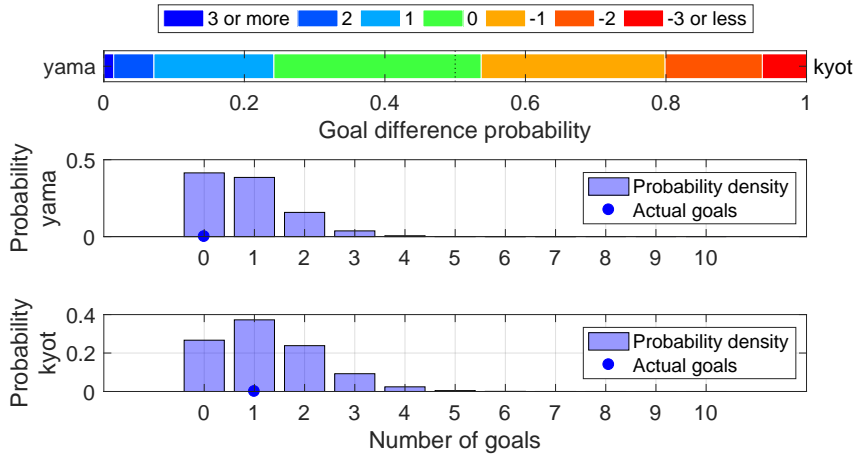 3 or more 2 1 0 -1 -2 -3 or less
yama kyot
0 0.2 0.4 0.6 0.8 1
Goal difference probability
Probability
yama
0.5
0
Probability density
Actual goals
0 1 2 3 4 5 6 7 8 9 10
Probability
kyot
0.4
0.2
0
Probability density
Actual goals
0 1 2 3 4 5 6 7 8 9 10
Number of goals